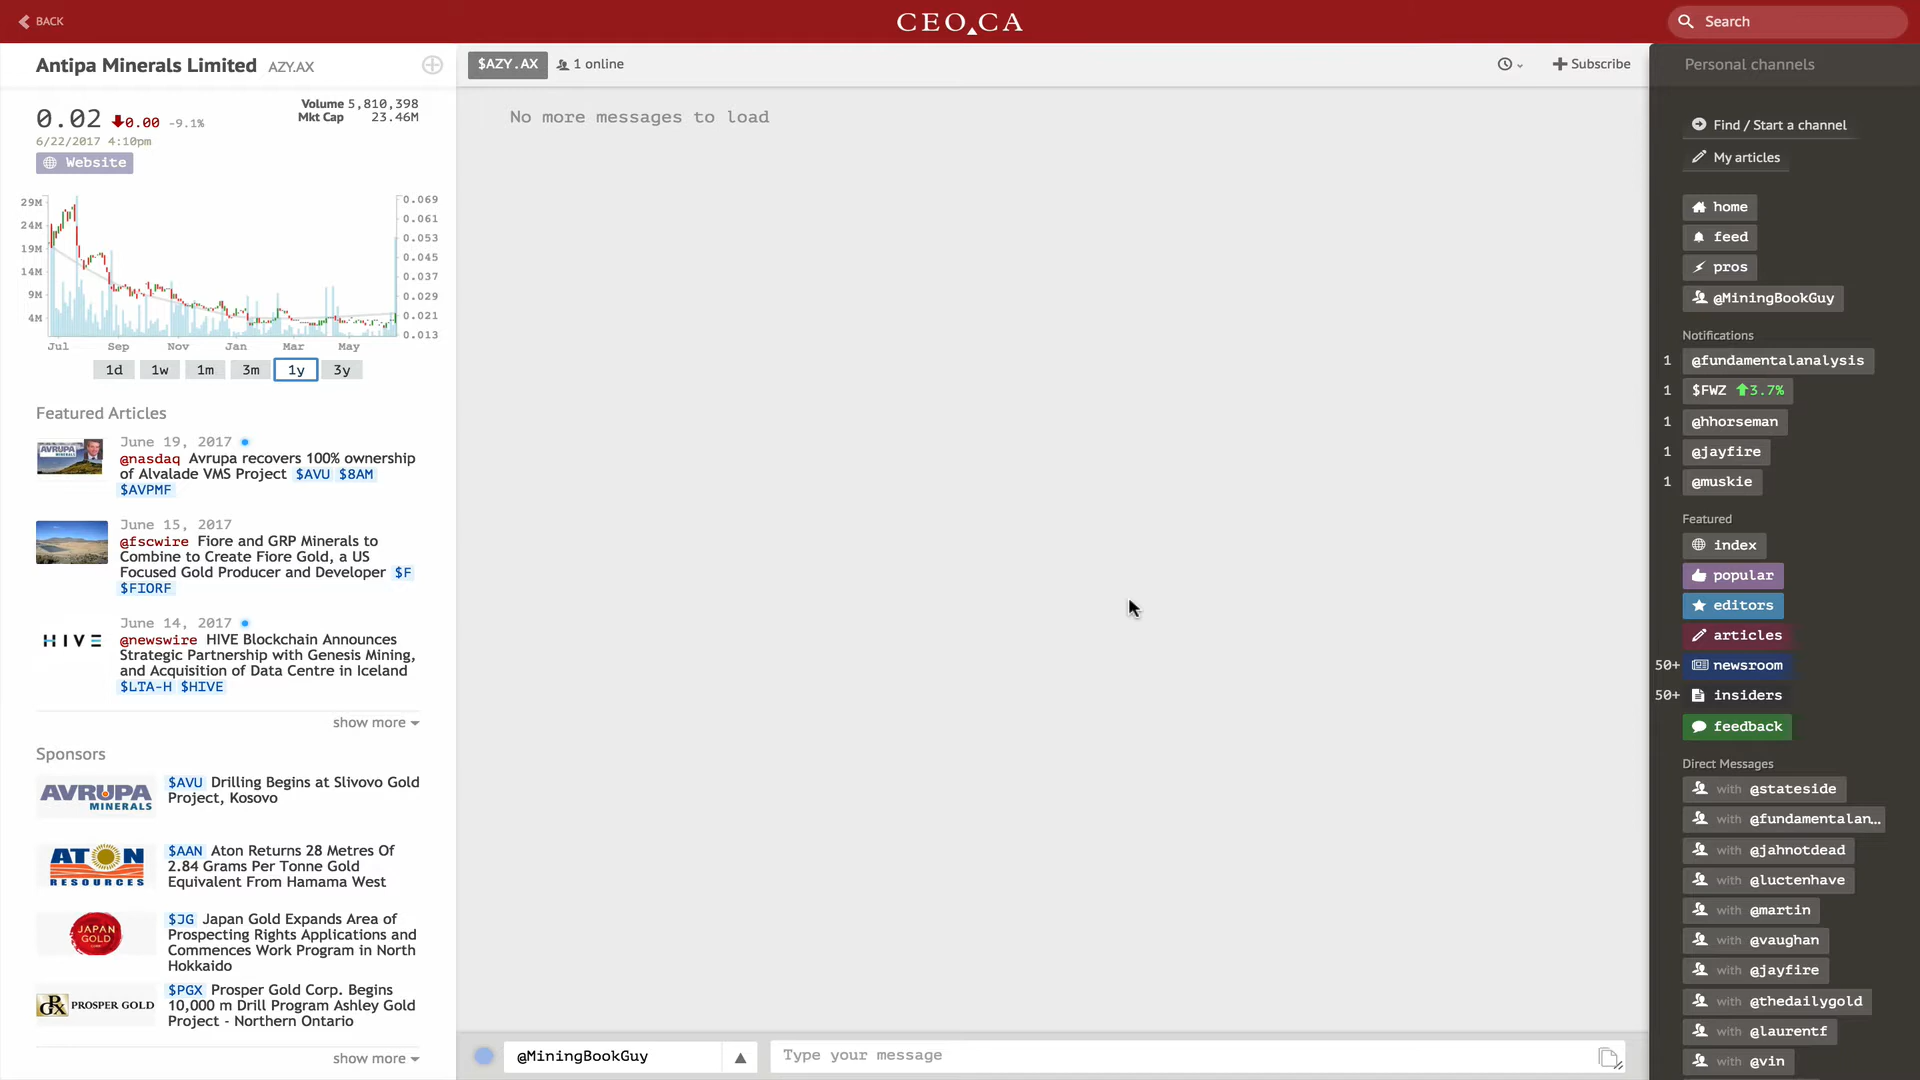 BACK
CEO.CA
Search
Antipa Minerals Limited AZY.AX
0.02 0.00 -9.1%
Volume 5,810,398
Mkt Cap 23.46M
6/22/2017 4:10pm
Website
29M
24M
19M
14M
9M
4M
0.069
0.061
0.053
0.045
0.037
0.029
0.021
0.013
Jul Sep Nov Jan Mar May
1d 1w 1m 3m 1y 3y
Featured Articles
AVRUPA
MINERALS
June 19, 2017
@nasdaq Avrupa recovers 100% ownership
of Alvalade VMS Project $AVU $8AM
$AVPMF
June 15, 2017
@fscwire Fiore and GRP Minerals to
Combine to Create Fiore Gold, a US
Focused Gold Producer and Developer $F
$FIORF
HIVE
June 14, 2017
@newswire HIVE Blockchain Announces
Strategic Partnership with Genesis Mining,
and Acquisition of Data Centre in Iceland
$LTA-H $HIVE
show more
Sponsors
AVRUPA
MINERALS
$AVU Drilling Begins at Slivovo Gold
Project, Kosovo
ATON
RESOURCES
$AAN Aton Returns 28 Metres Of
2.84 Grams Per Tonne Gold
Equivalent From Hamama West
JAPAN
GOLD
$JG Japan Gold Expands Area of
Prospecting Rights Applications and
Commences Work Program in North
Hokkaido
PGX PROSPER GOLD
$PGX Prosper Gold Corp. Begins
10,000 m Drill Program Ashley Gold
Project - Northern Ontario
show more
$AZY.AX 1 online
Subscribe
No more messages to load
@MiningBookGuy
Type your message
Personal channels
Find / Start a channel
My articles
home
feed
pros
@MiningBookGuy
Notifications
1 @fundamentalanalysis
1 $FWZ 3.7%
1 @hhorseman
1 @jayfire
1 @muskie
Featured
index
popular
editors
articles
50+ newsroom
50+ insiders
feedback
Direct Messages
with @stateside
with @fundamentalan...
with @jahnotdead
with @luctenhave
with @martin
with @vaughan
with @jayfire
with @thedailygold
with @laurentf
with @vin